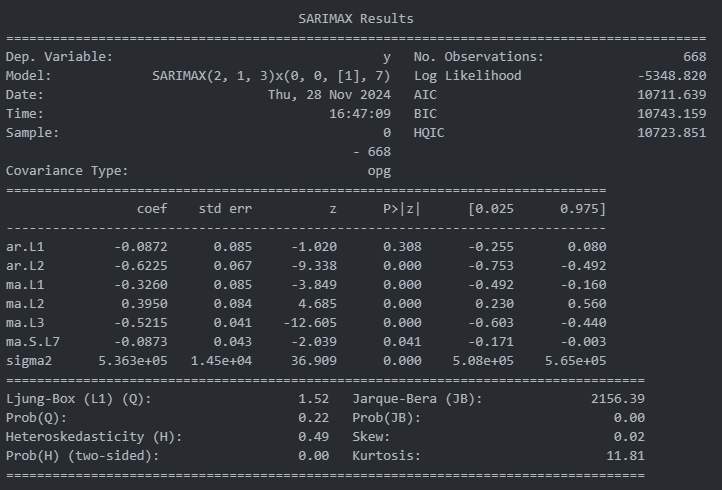 SARIMAX Results
==========================================================================================
Dep. Variable: y No. Observations: 668
Model: SARIMAX(2, 1, 3)x(0, 0, [1], 7) Log Likelihood -5348.820
Date: Thu, 28 Nov 2024 AIC 10711.639
Time: 16:47:09 BIC 10743.159
Sample: 0 HQIC 10723.851
- 668
Covariance Type: opg
==============================================================================
coef std err z P>|z| [0.025 0.975]
------------------------------------------------------------------------------
ar.L1 -0.0872 0.085 -1.020 0.308 -0.255 0.080
ar.L2 -0.6225 0.067 -9.338 0.000 -0.753 -0.492
ma.L1 -0.3260 0.085 -3.849 0.000 -0.492 -0.160
ma.L2 0.3950 0.084 4.685 0.000 0.230 0.560
ma.L3 -0.5215 0.041 -12.605 0.000 -0.603 -0.440
ma.S.L7 -0.0873 0.043 -2.039 0.041 -0.171 -0.003
sigma2 5.363e+05 1.45e+04 36.909 0.000 5.08e+05 5.65e+05
===================================================================================
Ljung-Box (L1) (Q): 1.52 Jarque-Bera (JB): 2156.39
Prob(Q): 0.22 Prob(JB): 0.00
Heteroskedasticity (H): 0.49 Skew: 0.02
Prob(H) (two-sided): 0.00 Kurtosis: 11.81
===================================================================================